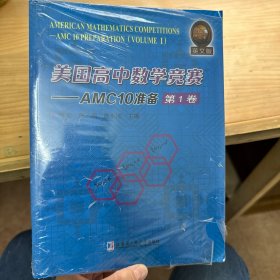 AMERICAN MATHEMATICS COMPETITIONS
—AMC 10 PREPARATION (VOLUME 1)
英文版
美国高中数学竞赛
——AMC10准备 第1卷